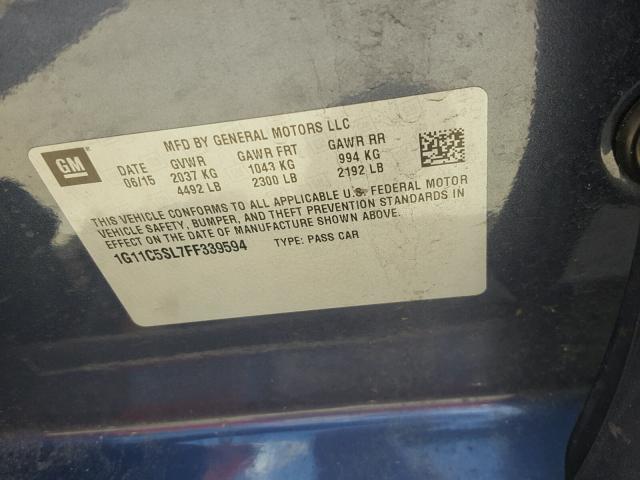 MFD BY GENERAL MOTORS LLC
GM
DATE GVWR GAWR FRT GAWR RR
06/15 2037 KG 1043 KG 994 KG
4492 LB 2300 LB 2192 LB
THIS VEHICLE CONFORMS TO ALL APPLICABLE U.S. FEDERAL MOTOR
VEHICLE SAFETY, BUMPER, AND THEFT PREVENTION STANDARDS IN
EFFECT ON THE DATE OF MANUFACTURE SHOWN ABOVE.
1G11C5SL7FF339594 TYPE: PASS CAR